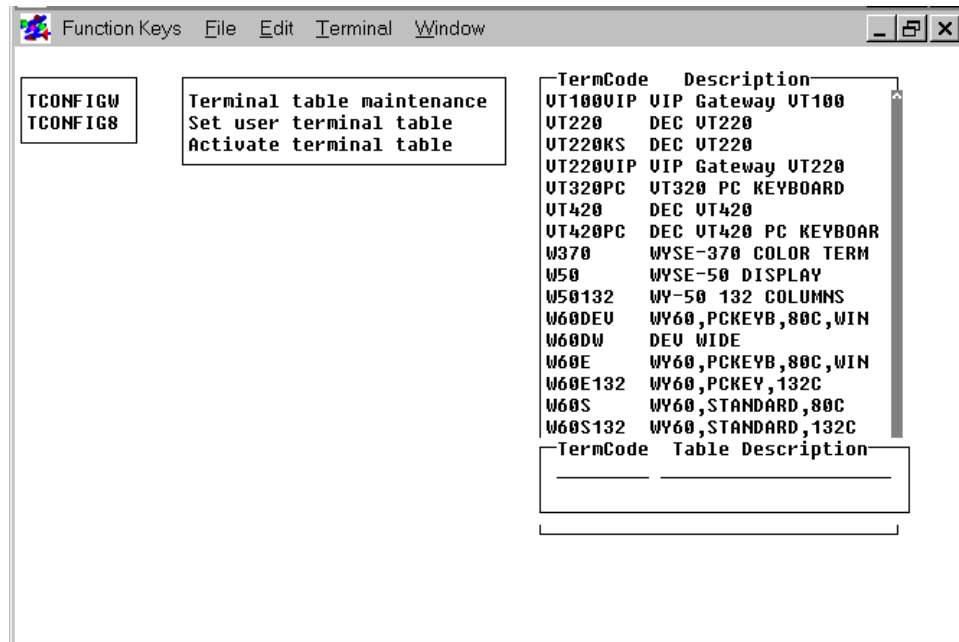 Function Keys File Edit Terminal Window
TCONFIGW
TCONFIG8
Terminal table maintenance
Set user terminal table
Activate terminal table
TermCode Description
VT100VIP VIP Gateway VT100
VT220 DEC VT220
VT220KS DEC VT220
VT220VIP VIP Gateway VT220
VT320PC VT320 PC KEYBOARD
VT420 DEC VT420
VT420PC DEC VT420 PC KEYBOAR
W370 WYSE-370 COLOR TERM
W50 WYSE-50 DISPLAY
W50132 WY-50 132 COLUMNS
W60DEV WY60,PCKEYB,80C,WIN
W60DW DEV WIDE
W60E WY60,PCKEYB,80C,WIN
W60E132 WY60,PCKEY,132C
W60S WY60,STANDARD,80C
W60S132 WY60,STANDARD,132C
TermCode Table Description